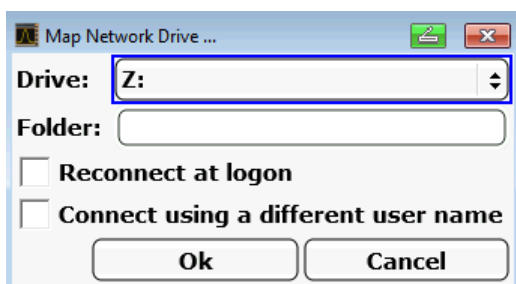 Map Network Drive ...
Drive: Z:
Folder:
Reconnect at logon
Connect using a different user name
Ok Cancel